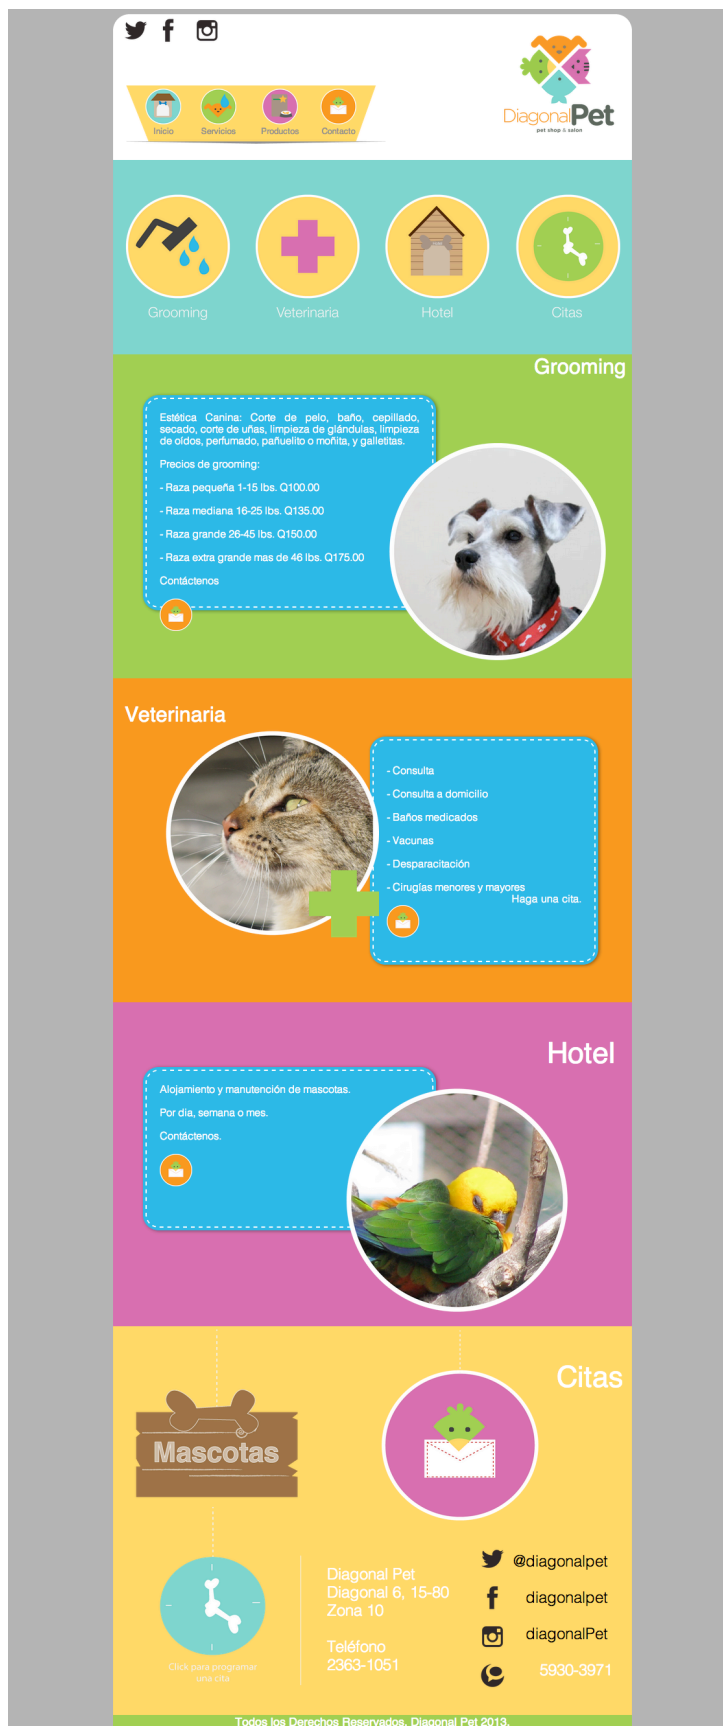 DiagonalPet
pet shop & salon
Inicio
Servicios
Productos
Contacto
Grooming
Veterinaria
Hotel
Citas
Grooming
Estética Canina: Corte de pelo, baño, cepillado,
secado, corte de uñas, limpieza de glándulas, limpieza
de oídos, perfumado, pañuelito o moñita, y galletitas.
Precios de grooming:
- Raza pequeña 1-15 lbs. Q100.00
- Raza mediana 16-25 lbs. Q135.00
- Raza grande 26-45 lbs. Q150.00
- Raza extra grande mas de 46 lbs. Q175.00
Contáctenos
Veterinaria
- Consulta
- Consulta a domicilio
- Baños medicados
- Vacunas
- Desparacitación
- Cirugías menores y mayores
Haga una cita.
Hotel
Alojamiento y manutención de mascotas.
Por día, semana o mes.
Contáctenos.
Citas
Mascotas
Click para programar
una cita
Diagonal Pet
Diagonal 6, 15-80
Zona 10
Teléfono
2363-1051
@diagonalpet
diagonalpet
diagonalPet
5930-3971
Todos los Derechos Reservados. Diagonal Pet 2013.